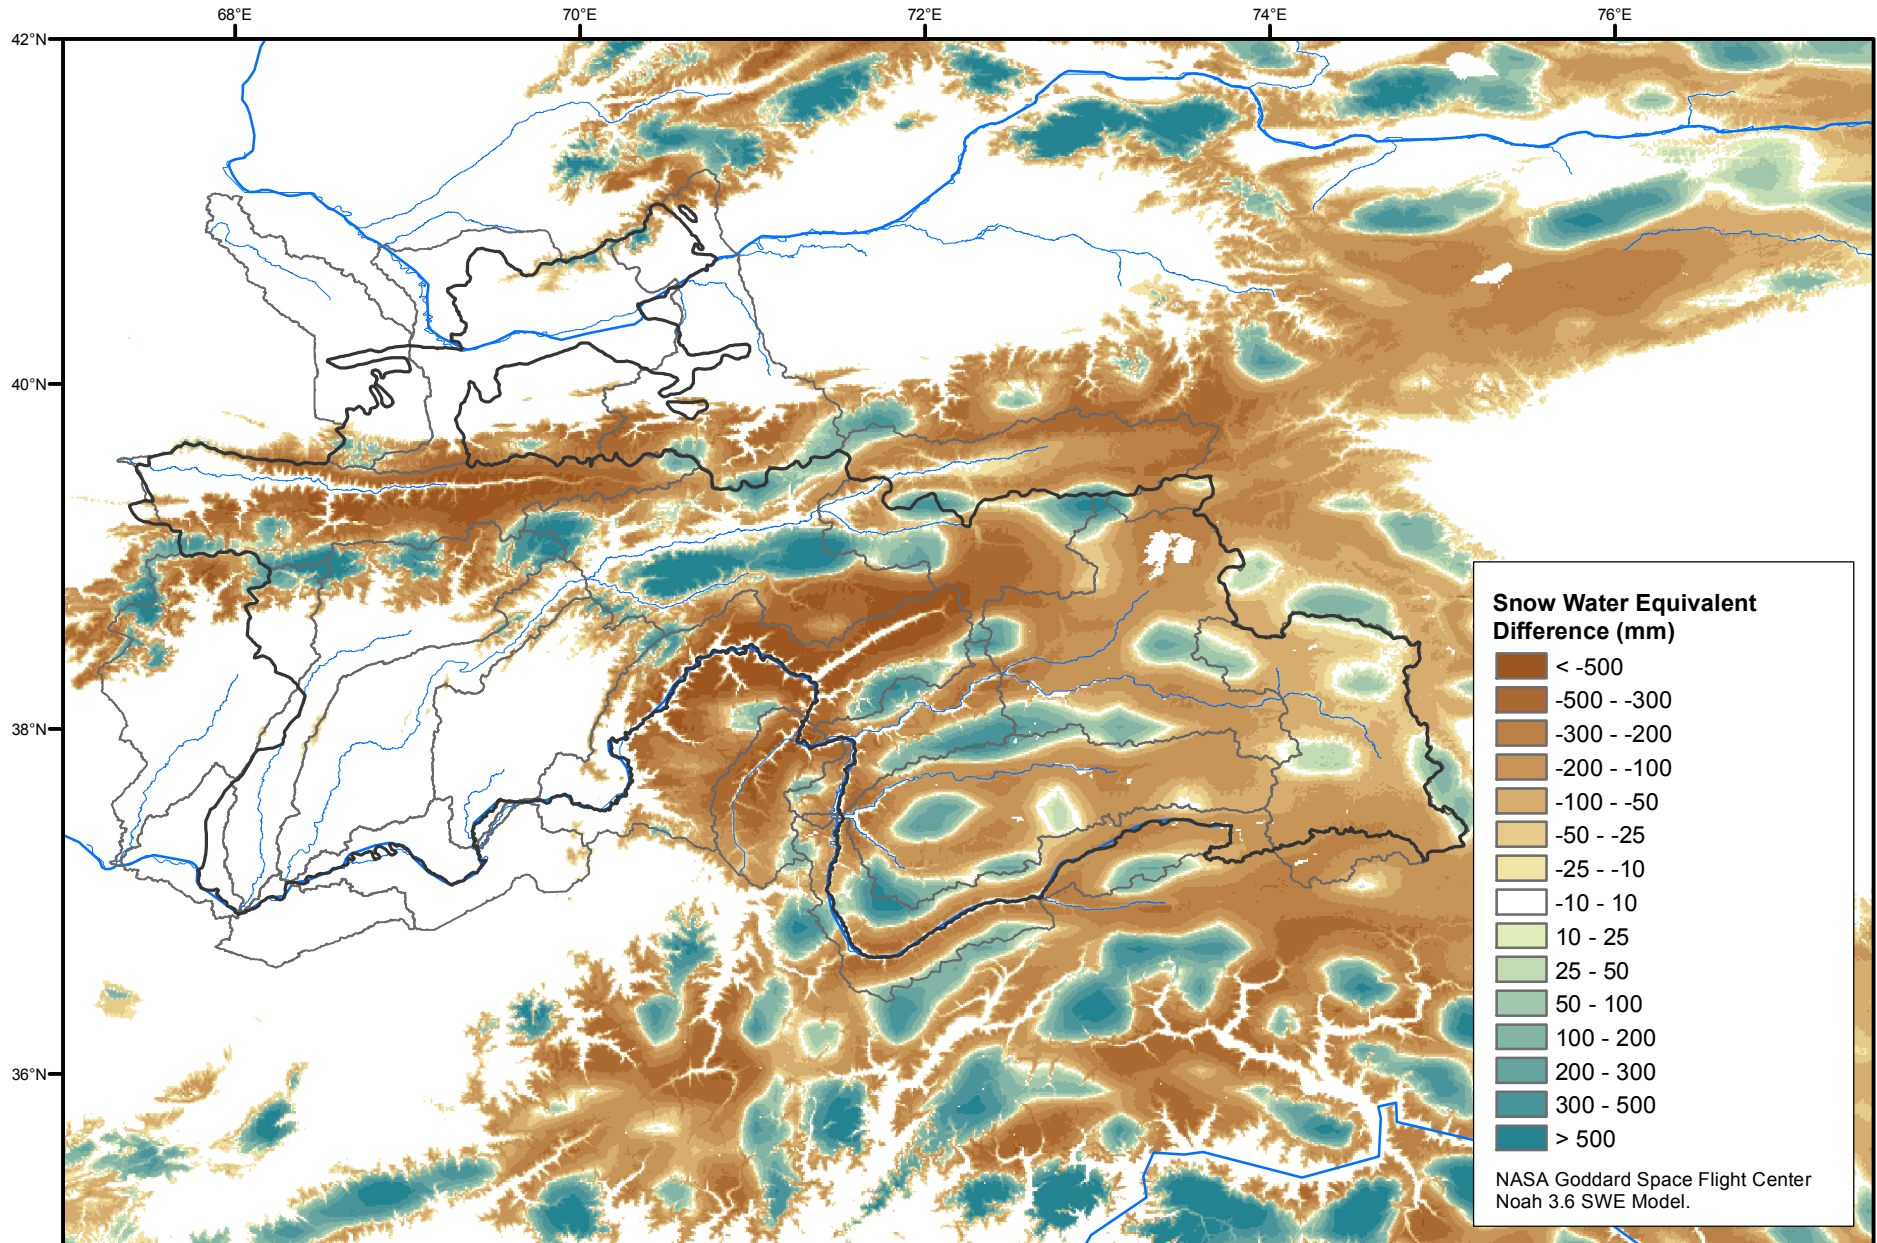 68°E 70°E 72°E 74°E 76°E
42°N
40°N
38°N
36°N
Snow Water Equivalent
Difference (mm)
< -500
-500 - -300
-300 - -200
-200 - -100
-100 - -50
-50 - -25
-25 - -10
-10 - 10
10 - 25
25 - 50
50 - 100
100 - 200
200 - 300
300 - 500
> 500
NASA Goddard Space Flight Center
Noah 3.6 SWE Model.